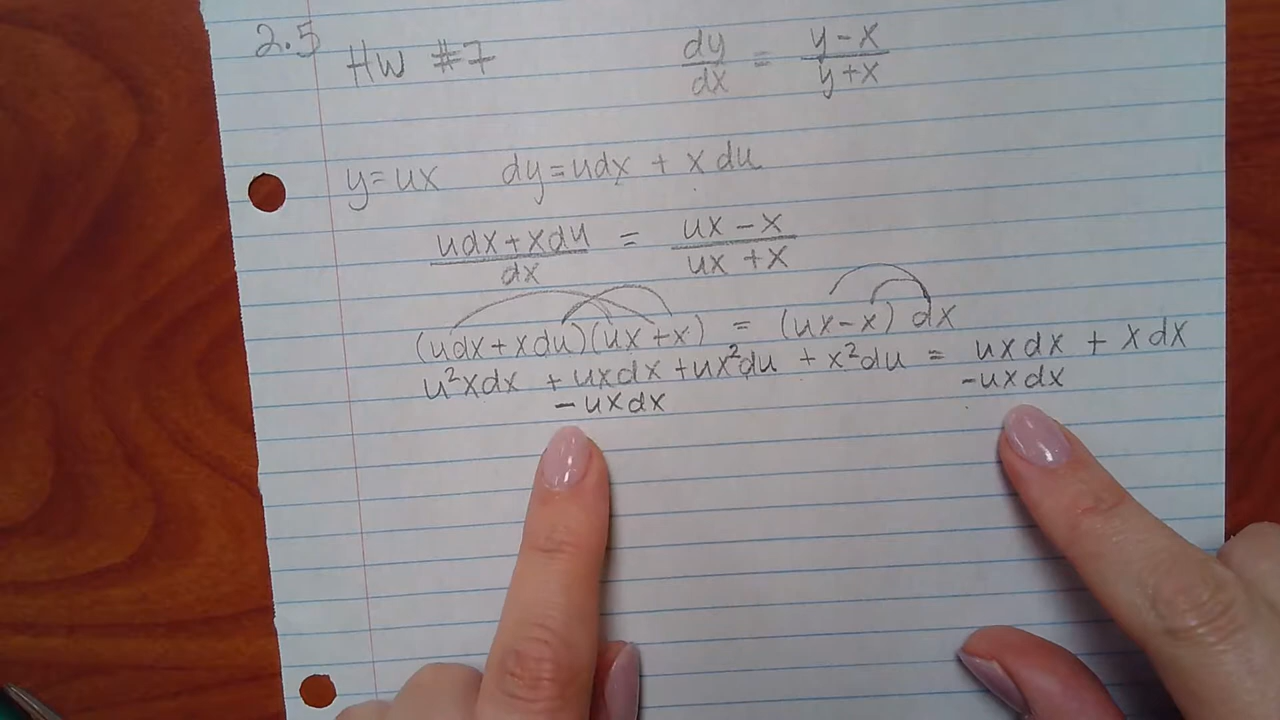 2.5 HW #7 dy/dx = y-x/y+x
y=ux dy=udx + x du
udx+xdu/dx = ux-x/ux+x
(udx+xdu)(ux+x) = (ux-x) dx
u²xdx + uxdx + ux²du + x²du = uxdx + xdx
-uxdx -uxdx